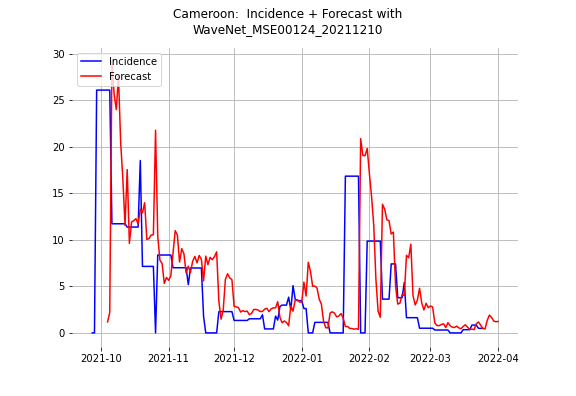 Cameroon: Incidence + Forecast with
WaveNet_MSE00124_20211210
Incidence
Forecast
30
25
20
15
10
5
0
2021-10 2021-11 2021-12 2022-01 2022-02 2022-03 2022-04